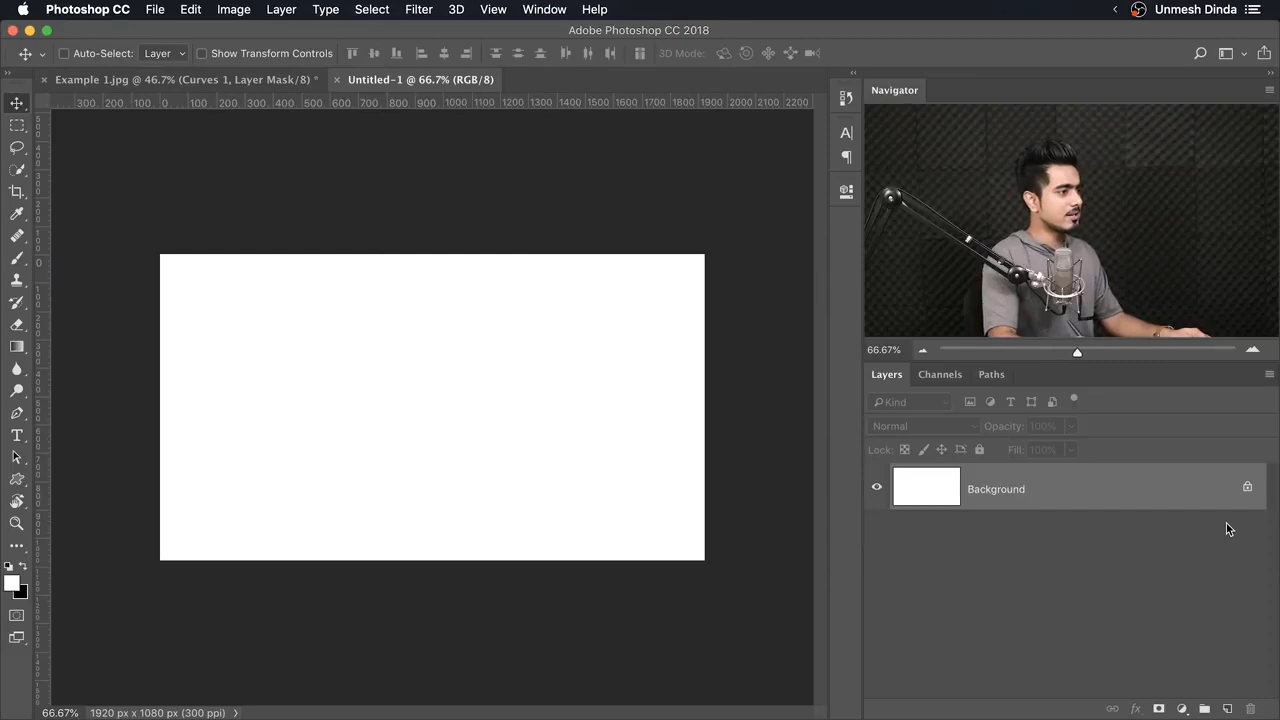 Photoshop CC File Edit Image Layer Type Select Filter 3D View Window Help Unmesh Dinda
Adobe Photoshop CC 2018
Auto-Select: Layer Show Transform Controls 3D Mode:
Example 1.jpg @ 46.7% (Curves 1, Layer Mask/8) * Untitled-1 @ 66.7% (RGB/8)
Navigator
300 200 100 0 100 200 300 400 500 600 700 800 900 1000 1100 1200 1300 1400 1500 1600 1700 1800 1900 2000 2100 2200
66.67%
Layers Channels Paths
Kind
Normal Opacity: 100%
Lock: Fill: 100%
Background
66.67% 1920 px x 1080 px (300 ppi)